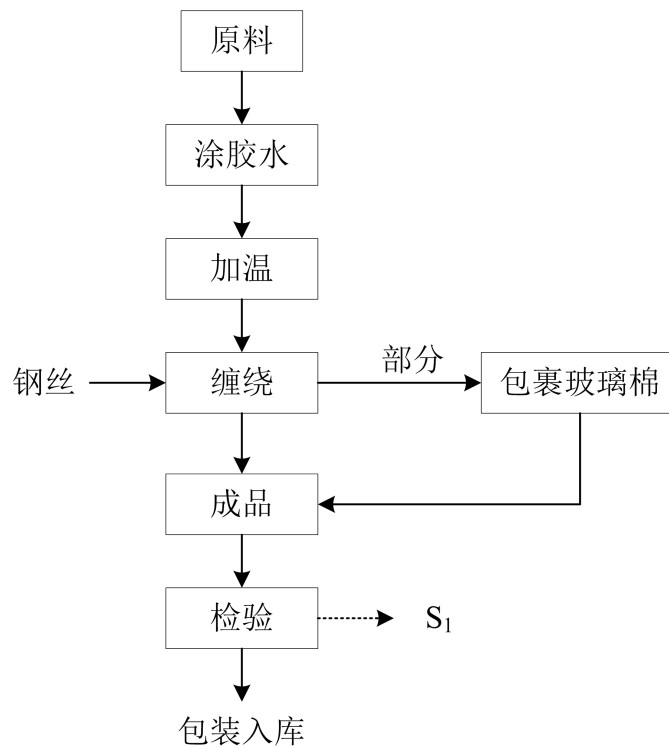 原料
涂胶水
加温
部分
钢丝
缠绕
包裹玻璃棉
成品
检验
S₁
包装入库